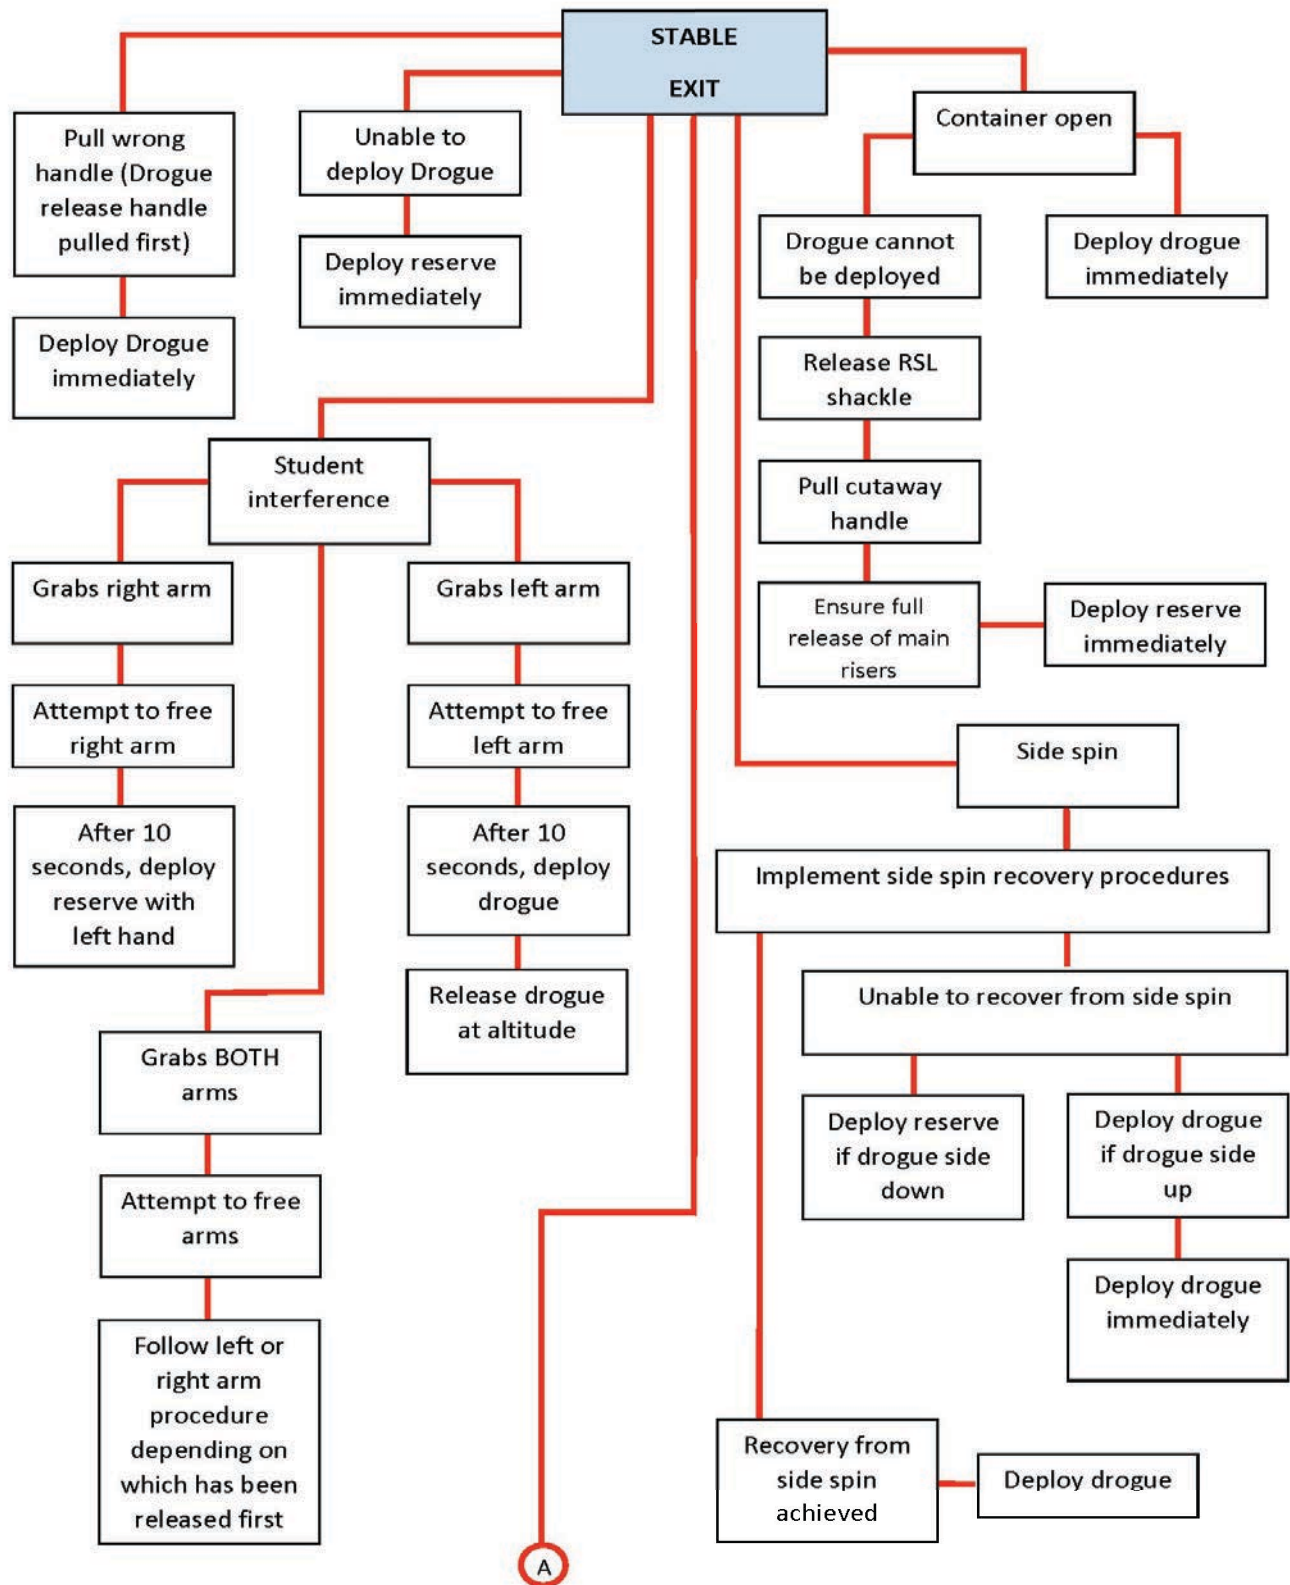 STABLE
EXIT
Pull wrong
handle (Drogue
release handle
pulled first)
Deploy Drogue
immediately
Unable to
deploy Drogue
Deploy reserve
immediately
Container open
Drogue cannot
be deployed
Deploy drogue
immediately
Release RSL
shackle
Pull cutaway
handle
Ensure full
release of main
risers
Deploy reserve
immediately
Student
interference
Grabs right arm
Attempt to free
right arm
After 10
seconds, deploy
reserve with
left hand
Grabs left arm
Attempt to free
left arm
After 10
seconds, deploy
drogue
Release drogue
at altitude
Grabs BOTH
arms
Attempt to free
arms
Follow left or
right arm
procedure
depending on
which has been
released first
Side spin
Implement side spin recovery procedures
Unable to recover from side spin
Deploy reserve
if drogue side
down
Deploy drogue
if drogue side
up
Deploy drogue
immediately
Recovery from
side spin
achieved
Deploy drogue
A